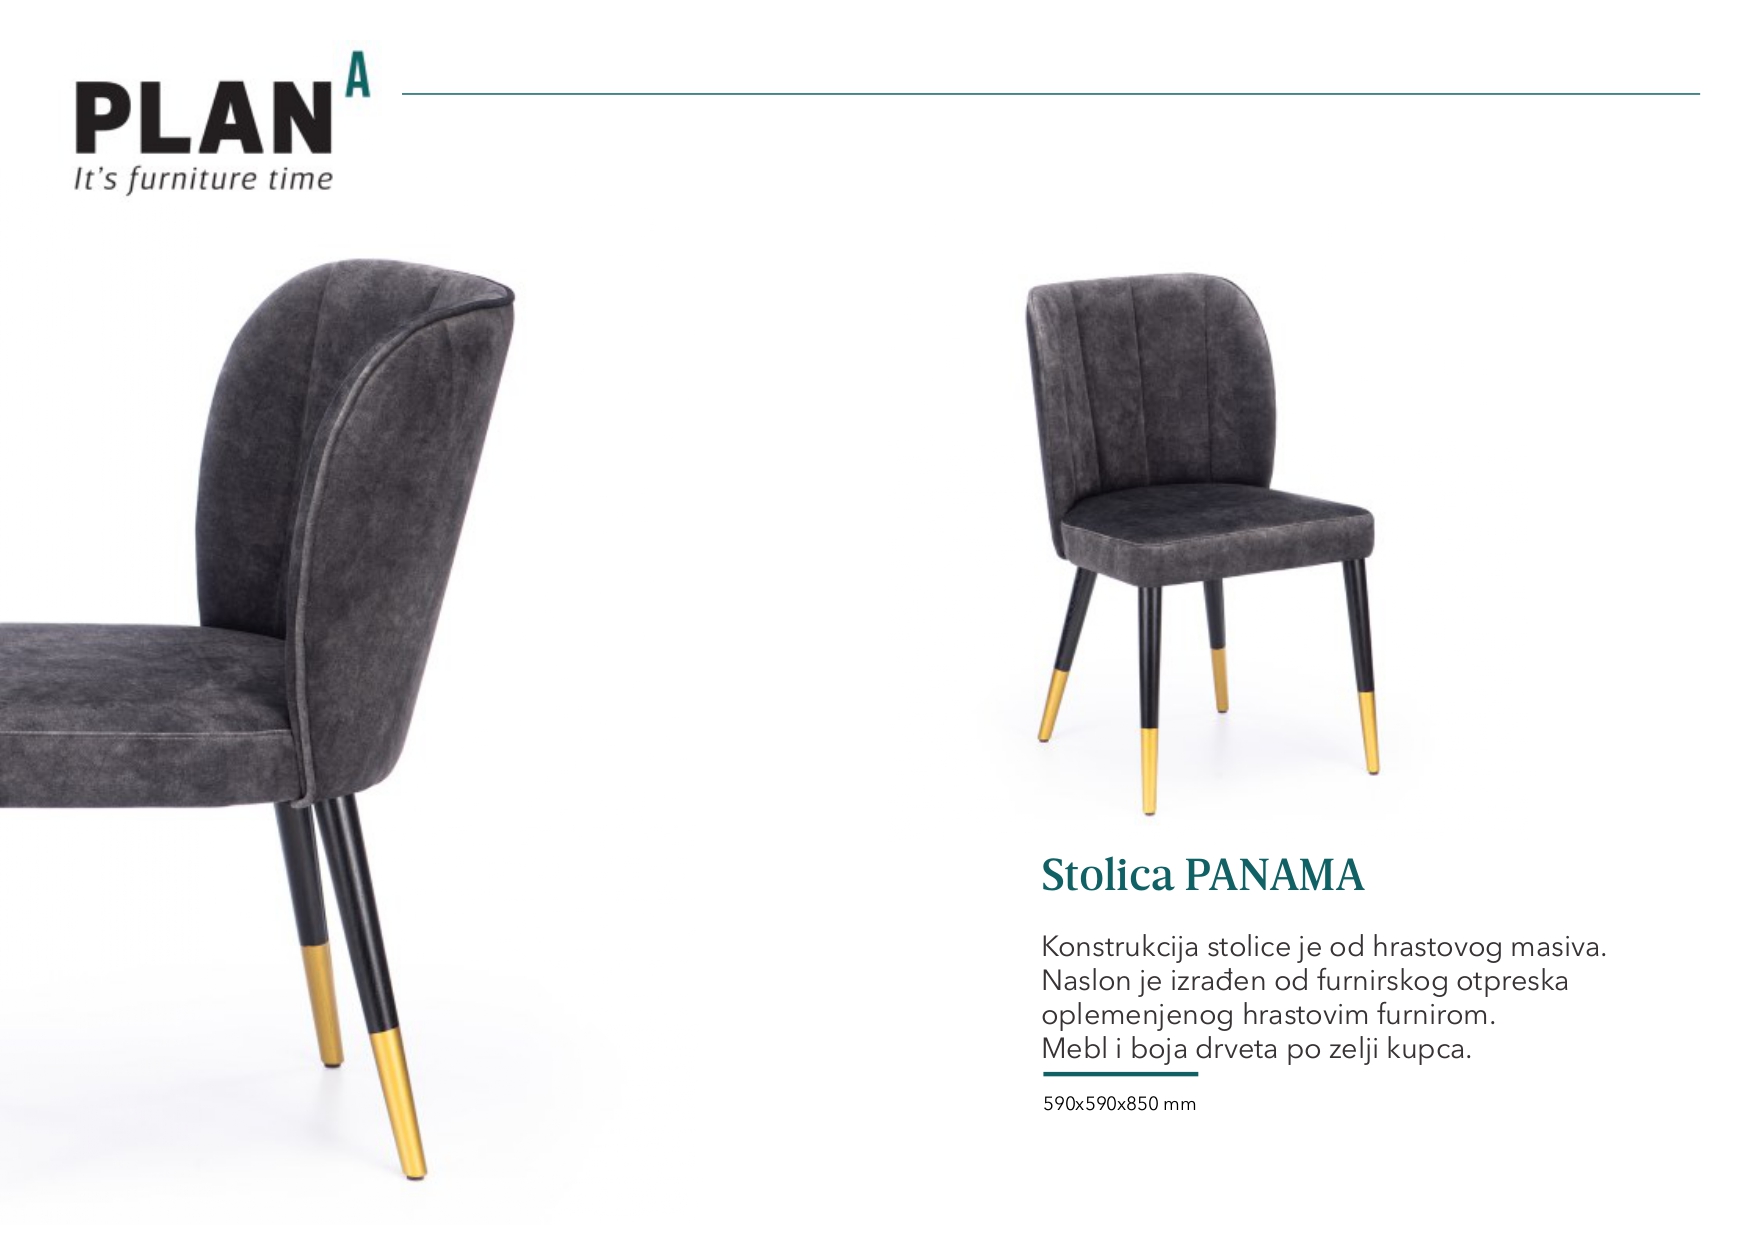 PLAN A
It's furniture time
Stolica PANAMA
Konstrukcija stolice je od hrastovog masiva.
Naslon je izrađen od furnirskog otpreska
oplemenjenog hrastovim furnirom.
Mebl i boja drveta po zelji kupca.
590x590x850 mm